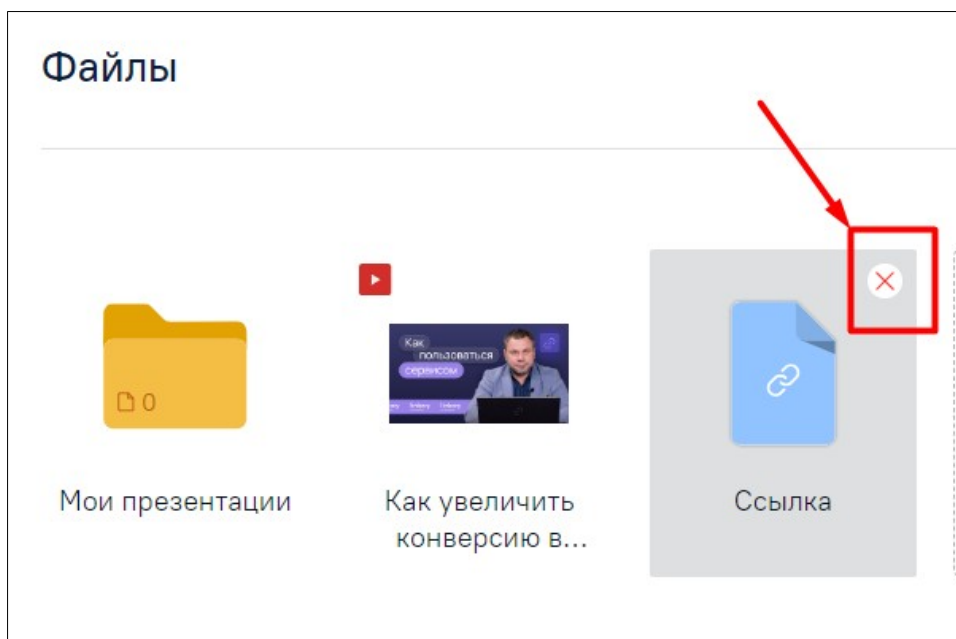 Файлы
0
Как
пользоваться
сервисом
Мои презентации
Как увеличить
конверсию в...
Ссылка